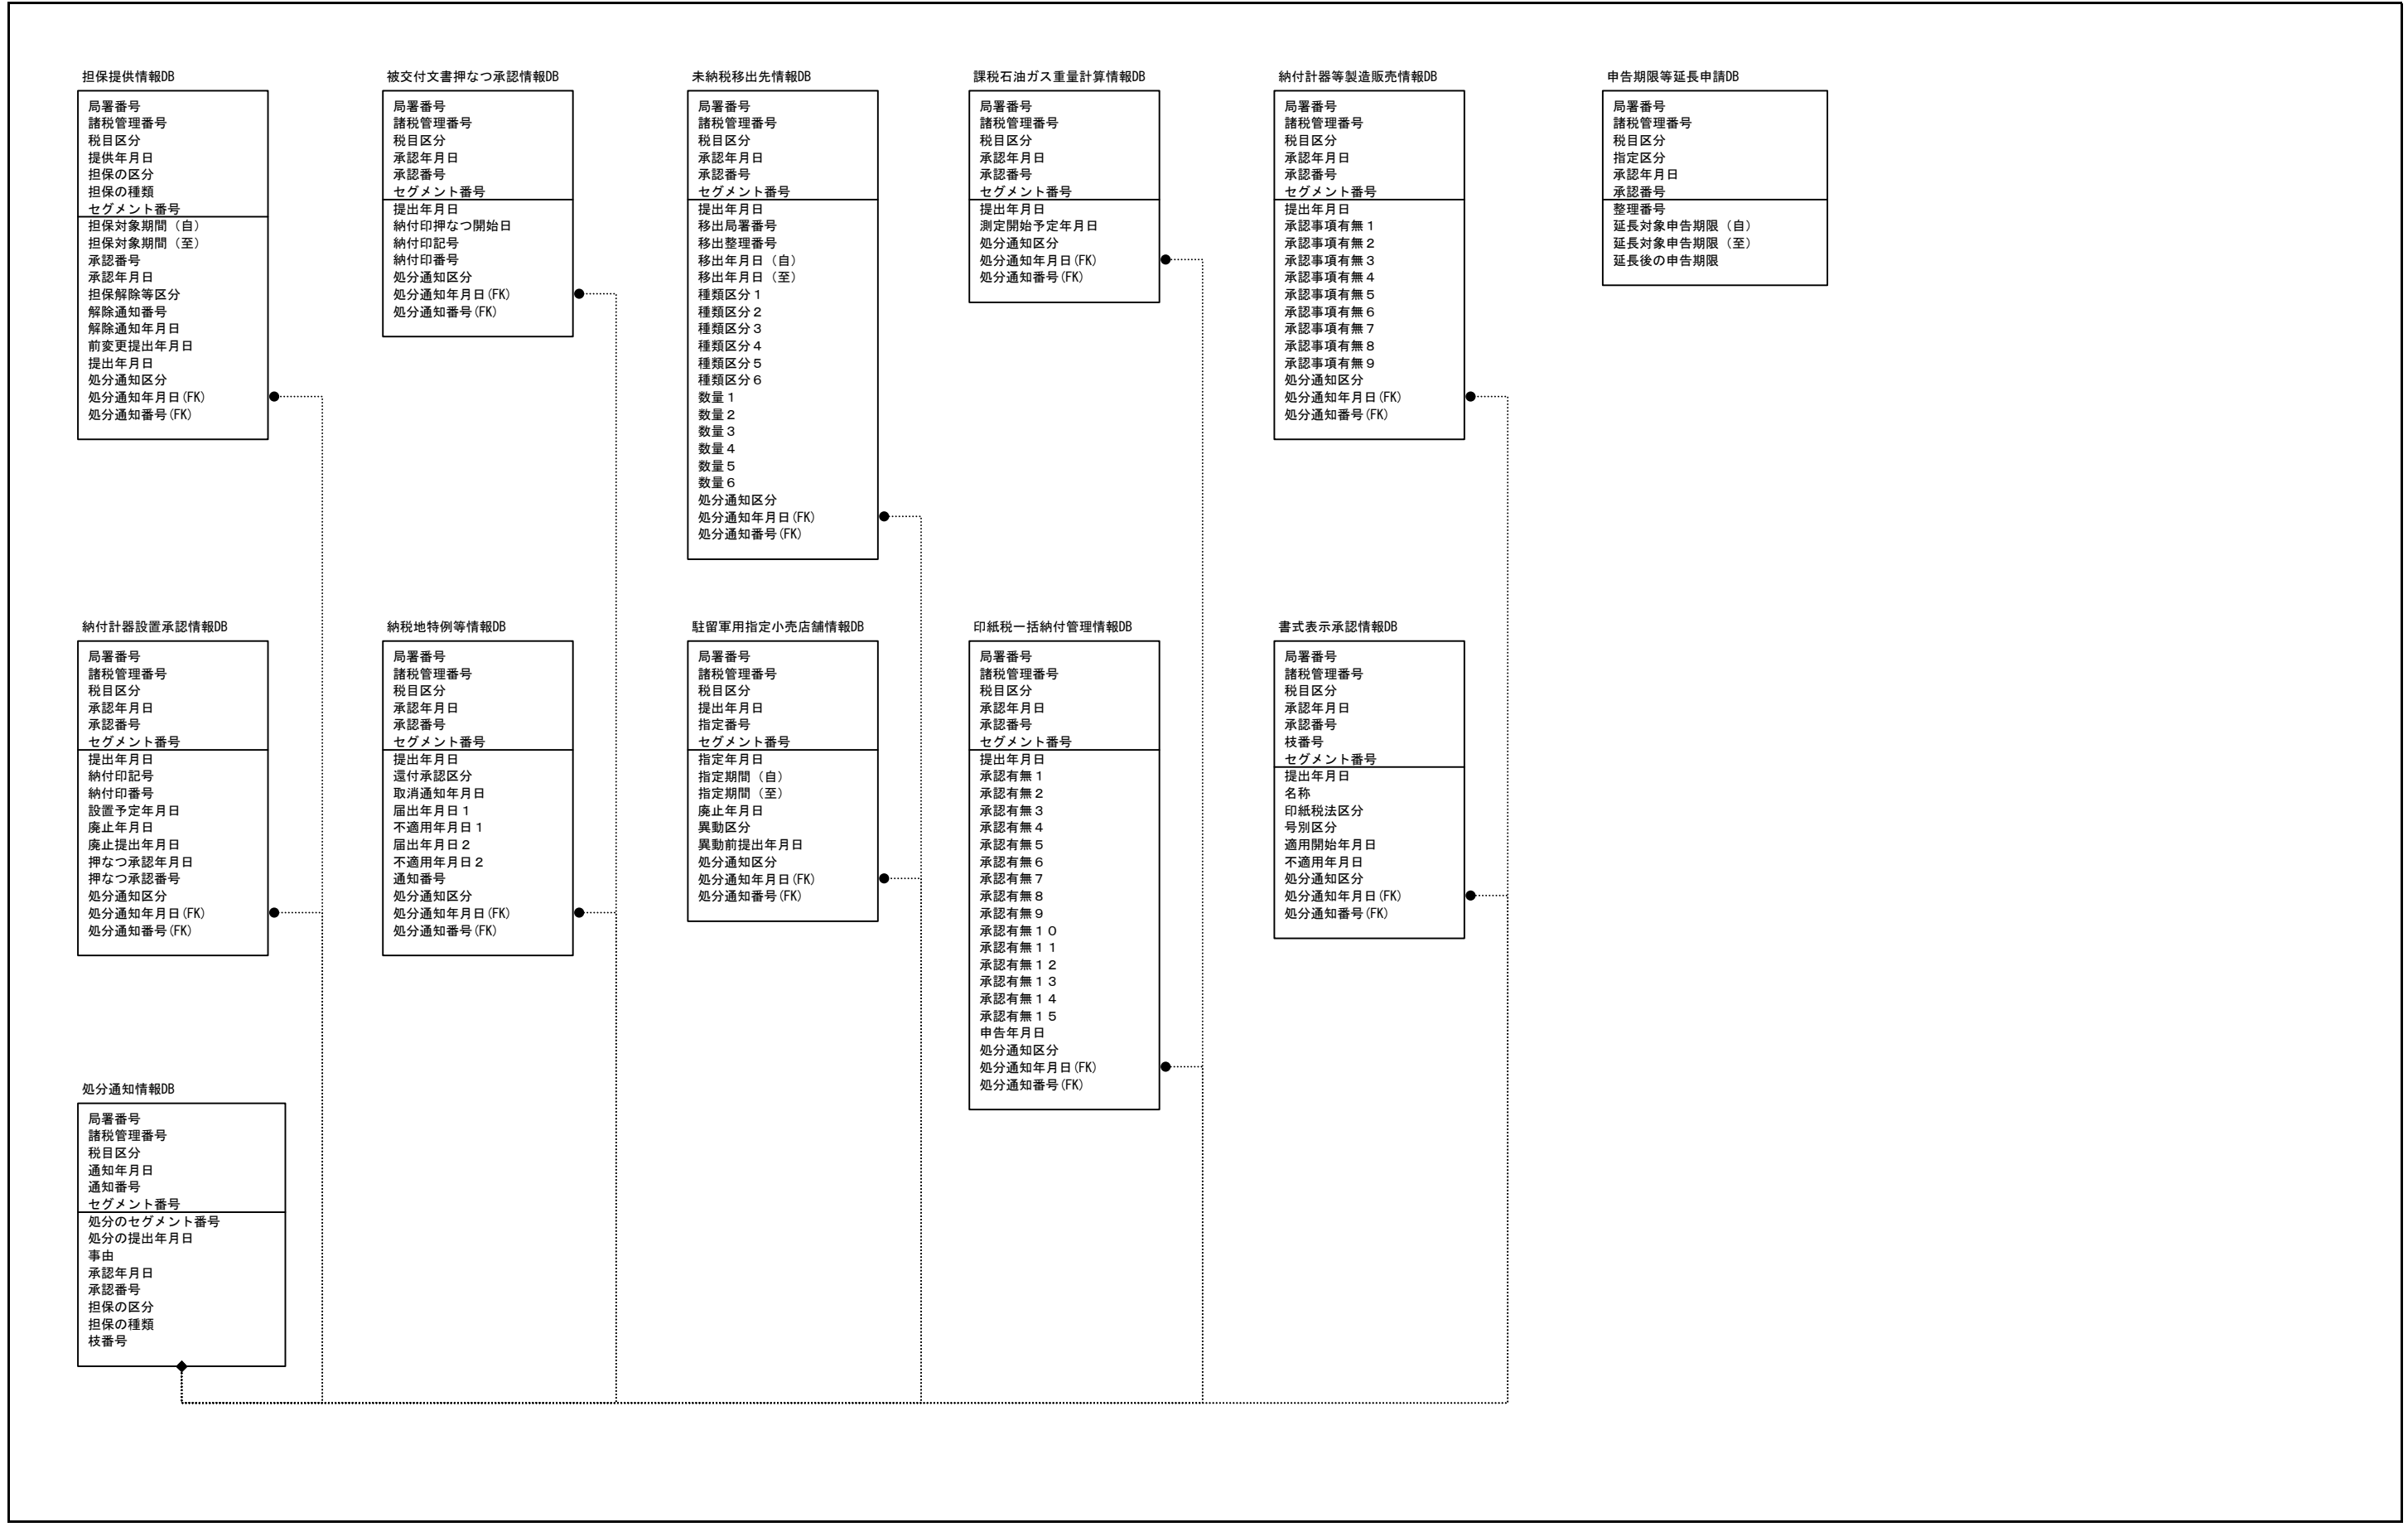 担保提供情報DB
局署番号
諸税管理番号
税目区分
提供年月日
担保の区分
担保の種類
セグメント番号
担保対象期間（自）
担保対象期間（至）
承認番号
承認年月日
担保解除等区分
解除通知番号
解除通知年月日
前変更提出年月日
提出年月日
処分通知区分
処分通知年月日(FK)
処分通知番号(FK)
被交付文書押なつ承認情報DB
局署番号
諸税管理番号
税目区分
承認年月日
承認番号
セグメント番号
提出年月日
納付印押なつ開始日
納付印記号
納付印番号
処分通知区分
処分通知年月日(FK)
処分通知番号(FK)
未納税移出先情報DB
局署番号
諸税管理番号
税目区分
承認年月日
承認番号
セグメント番号
提出年月日
移出局署番号
移出整理番号
移出年月日（自）
移出年月日（至）
種類区分１
種類区分２
種類区分３
種類区分４
種類区分５
種類区分６
数量１
数量２
数量３
数量４
数量５
数量６
処分通知区分
処分通知年月日(FK)
処分通知番号(FK)
課税石油ガス重量計算情報DB
局署番号
諸税管理番号
税目区分
承認年月日
承認番号
セグメント番号
提出年月日
測定開始予定年月日
処分通知区分
処分通知年月日(FK)
処分通知番号(FK)
納付計器等製造販売情報DB
局署番号
諸税管理番号
税目区分
承認年月日
承認番号
セグメント番号
提出年月日
承認事項有無１
承認事項有無２
承認事項有無３
承認事項有無４
承認事項有無５
承認事項有無６
承認事項有無７
承認事項有無８
承認事項有無９
処分通知区分
処分通知年月日(FK)
処分通知番号(FK)
申告期限等延長申請DB
局署番号
諸税管理番号
税目区分
指定区分
承認年月日
承認番号
整理番号
延長対象申告期限（自）
延長対象申告期限（至）
延長後の申告期限
納付計器設置承認情報DB
局署番号
諸税管理番号
税目区分
承認年月日
承認番号
セグメント番号
提出年月日
納付印記号
納付印番号
設置予定年月日
廃止年月日
廃止提出年月日
押なつ承認年月日
押なつ承認番号
処分通知区分
処分通知年月日(FK)
処分通知番号(FK)
納税地特例等情報DB
局署番号
諸税管理番号
税目区分
承認年月日
承認番号
セグメント番号
提出年月日
還付承認区分
取消通知年月日
届出年月日１
不適用年月日１
届出年月日２
不適用年月日２
通知番号
処分通知区分
処分通知年月日(FK)
処分通知番号(FK)
駐留軍用指定小売店舗情報DB
局署番号
諸税管理番号
税目区分
提出年月日
指定番号
セグメント番号
指定年月日
指定期間（自）
指定期間（至）
廃止年月日
異動区分
異動前提出年月日
処分通知区分
処分通知年月日(FK)
処分通知番号(FK)
印紙税一括納付管理情報DB
局署番号
諸税管理番号
税目区分
承認年月日
承認番号
セグメント番号
提出年月日
承認有無１
承認有無２
承認有無３
承認有無４
承認有無５
承認有無６
承認有無７
承認有無８
承認有無９
承認有無１０
承認有無１１
承認有無１２
承認有無１３
承認有無１４
承認有無１５
申告年月日
処分通知区分
処分通知年月日(FK)
処分通知番号(FK)
書式表示承認情報DB
局署番号
諸税管理番号
税目区分
承認年月日
承認番号
枝番号
セグメント番号
提出年月日
名称
印紙税法区分
号別区分
適用開始年月日
不適用年月日
処分通知区分
処分通知年月日(FK)
処分通知番号(FK)
処分通知情報DB
局署番号
諸税管理番号
税目区分
通知年月日
通知番号
セグメント番号
処分のセグメント番号
処分の提出年月日
事由
承認年月日
承認番号
担保の区分
担保の種類
枝番号